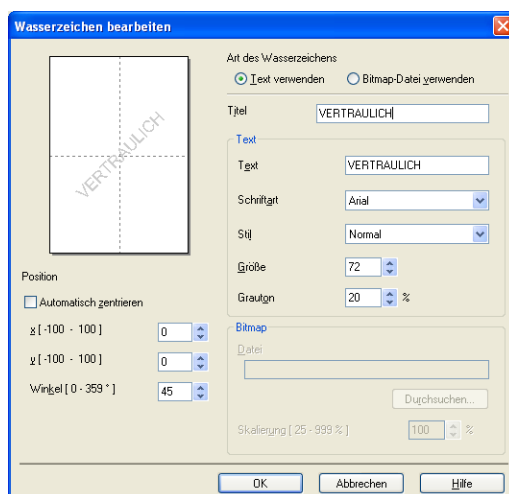 Wasserzeichen bearbeiten
VERTRAULICH
Position
Automatisch zentrieren
x [ -100 - 100 ] 0
y [ -100 - 100 ] 0
Winkel [ 0 - 359 ° ] 45
Art des Wasserzeichens
Text verwenden Bitmap-Datei verwenden
Titel VERTRAULICH
Text
Text VERTRAULICH
Schriftart Arial
Stil Normal
Größe 72
Grauton 20 %
Bitmap
Datei
Durchsuchen...
Skalierung [ 25 - 999 % ] 100 %
OK Abbrechen Hilfe